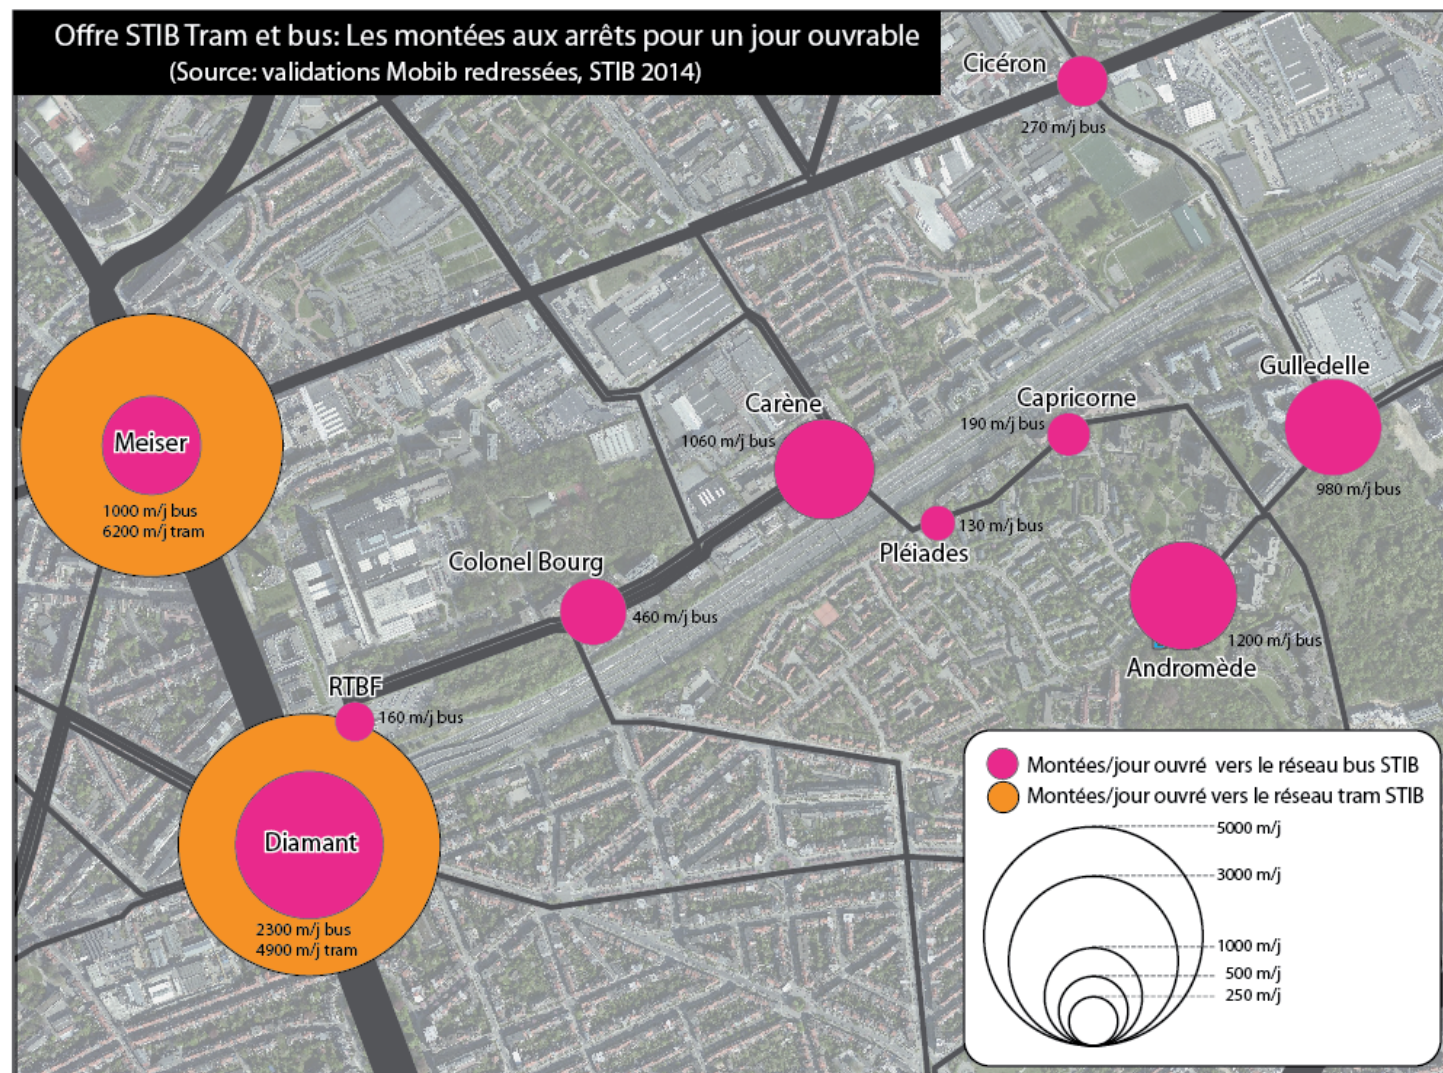 Offre STIB Tram et bus: Les montées aux arrêts pour un jour ouvrable
(Source: validations Mobib redressées, STIB 2014)
Cicéron
270 m/j bus
Gulledelle
980 m/j bus
Capricorne
190 m/j bus
Carène
1060 m/j bus
Meiser
1000 m/j bus
6200 m/j tram
130 m/j bus
Pléiades
Colonel Bourg
460 m/j bus
1200 m/j bus
Andromède
RTBF
160 m/j bus
Diamant
2300 m/j bus
4900 m/j tram
Montées/jour ouvré vers le réseau bus STIB
Montées/jour ouvré vers le réseau tram STIB
5000 m/j
3000 m/j
1000 m/j
500 m/j
250 m/j